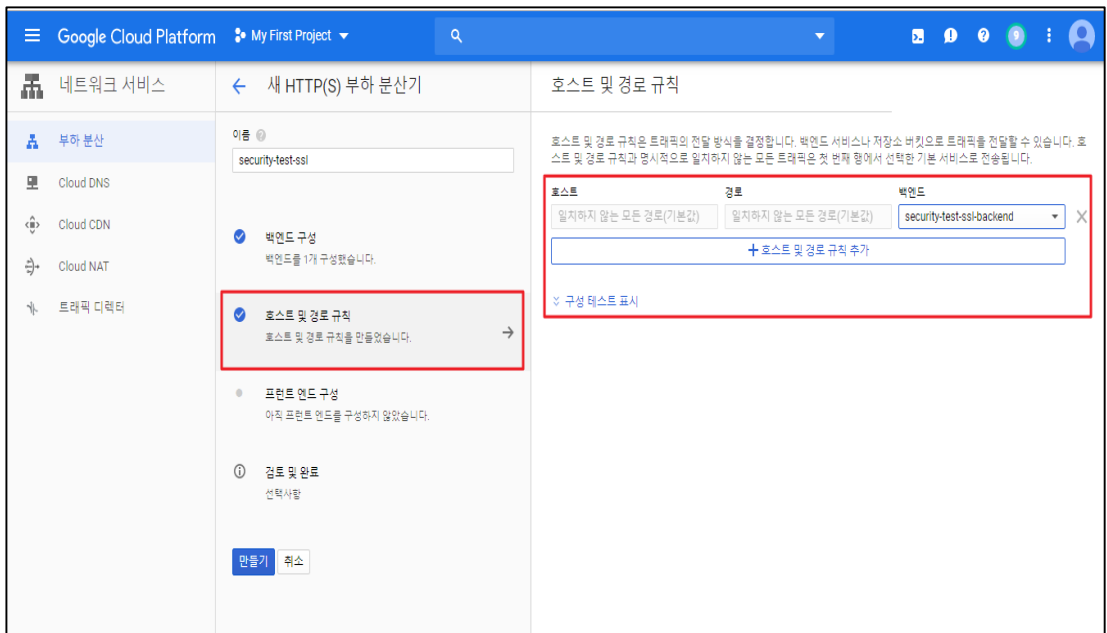 Google Cloud Platform
My First Project
9
네트워크 서비스
부하 분산
Cloud DNS
Cloud CDN
Cloud NAT
트래픽 디렉터
새 HTTP(S) 부하 분산기
이름
security-test-ssl
백엔드 구성
백엔드를 1개 구성했습니다.
호스트 및 경로 규칙
호스트 및 경로 규칙을 만들었습니다.
프런트 엔드 구성
아직 프런트 엔드를 구성하지 않았습니다.
검토 및 완료
선택사항
만들기 취소
호스트 및 경로 규칙
호스트 및 경로 규칙은 트래픽의 전달 방식을 결정합니다. 백엔드 서비스나 저장소 버킷으로 트래픽을 전달할 수 있습니다. 호
스트 및 경로 규칙과 명시적으로 일치하지 않는 모든 트래픽은 첫 번째 행에서 선택한 기본 서비스로 전송됩니다.
호스트 경로 백엔드
일치하지 않는 모든 경로(기본값) 일치하지 않는 모든 경로(기본값) security-test-ssl-backend
+ 호스트 및 경로 규칙 추가
구성 테스트 표시